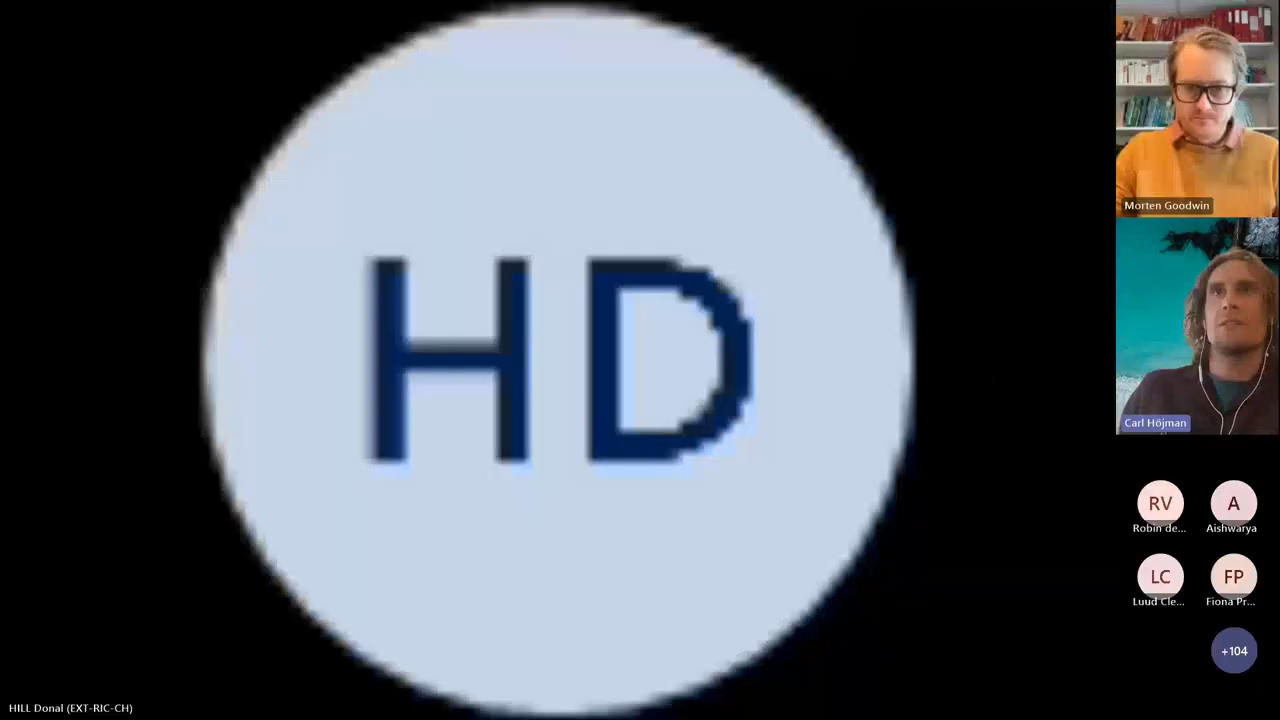 HD
HILL Donal (EXT-RIC-CH)
Morten Goodwin
Carl Höjman
RV
Robin de...
A
Aishwarya
LC
Luud Cle...
FP
Fiona Pr...
+104